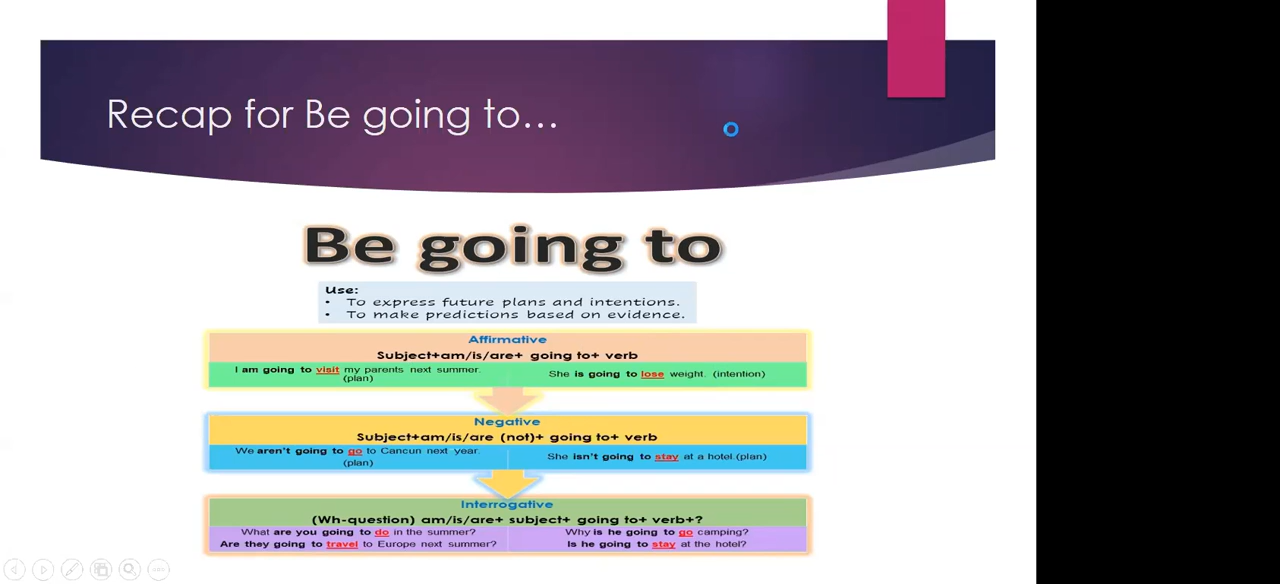 Recap for Be going to…
Be going to
Use:
• To express future plans and intentions.
• To make predictions based on evidence.
Affirmative
Subject+am/is/are+ going to+ verb
I am going to visit my parents next summer.
(plan)
She is going to lose weight. (intention)
Negative
Subject+am/is/are (not)+ going to+ verb
We aren't going to go to Cancun next year.
(plan)
She isn't going to stay at a hotel.(plan)
Interrogative
(Wh-question) am/is/are+ subject+ going to+ verb+?
What are you going to do in the summer?
Are they going to travel to Europe next summer?
Why is he going to go camping?
Is he going to stay at the hotel?